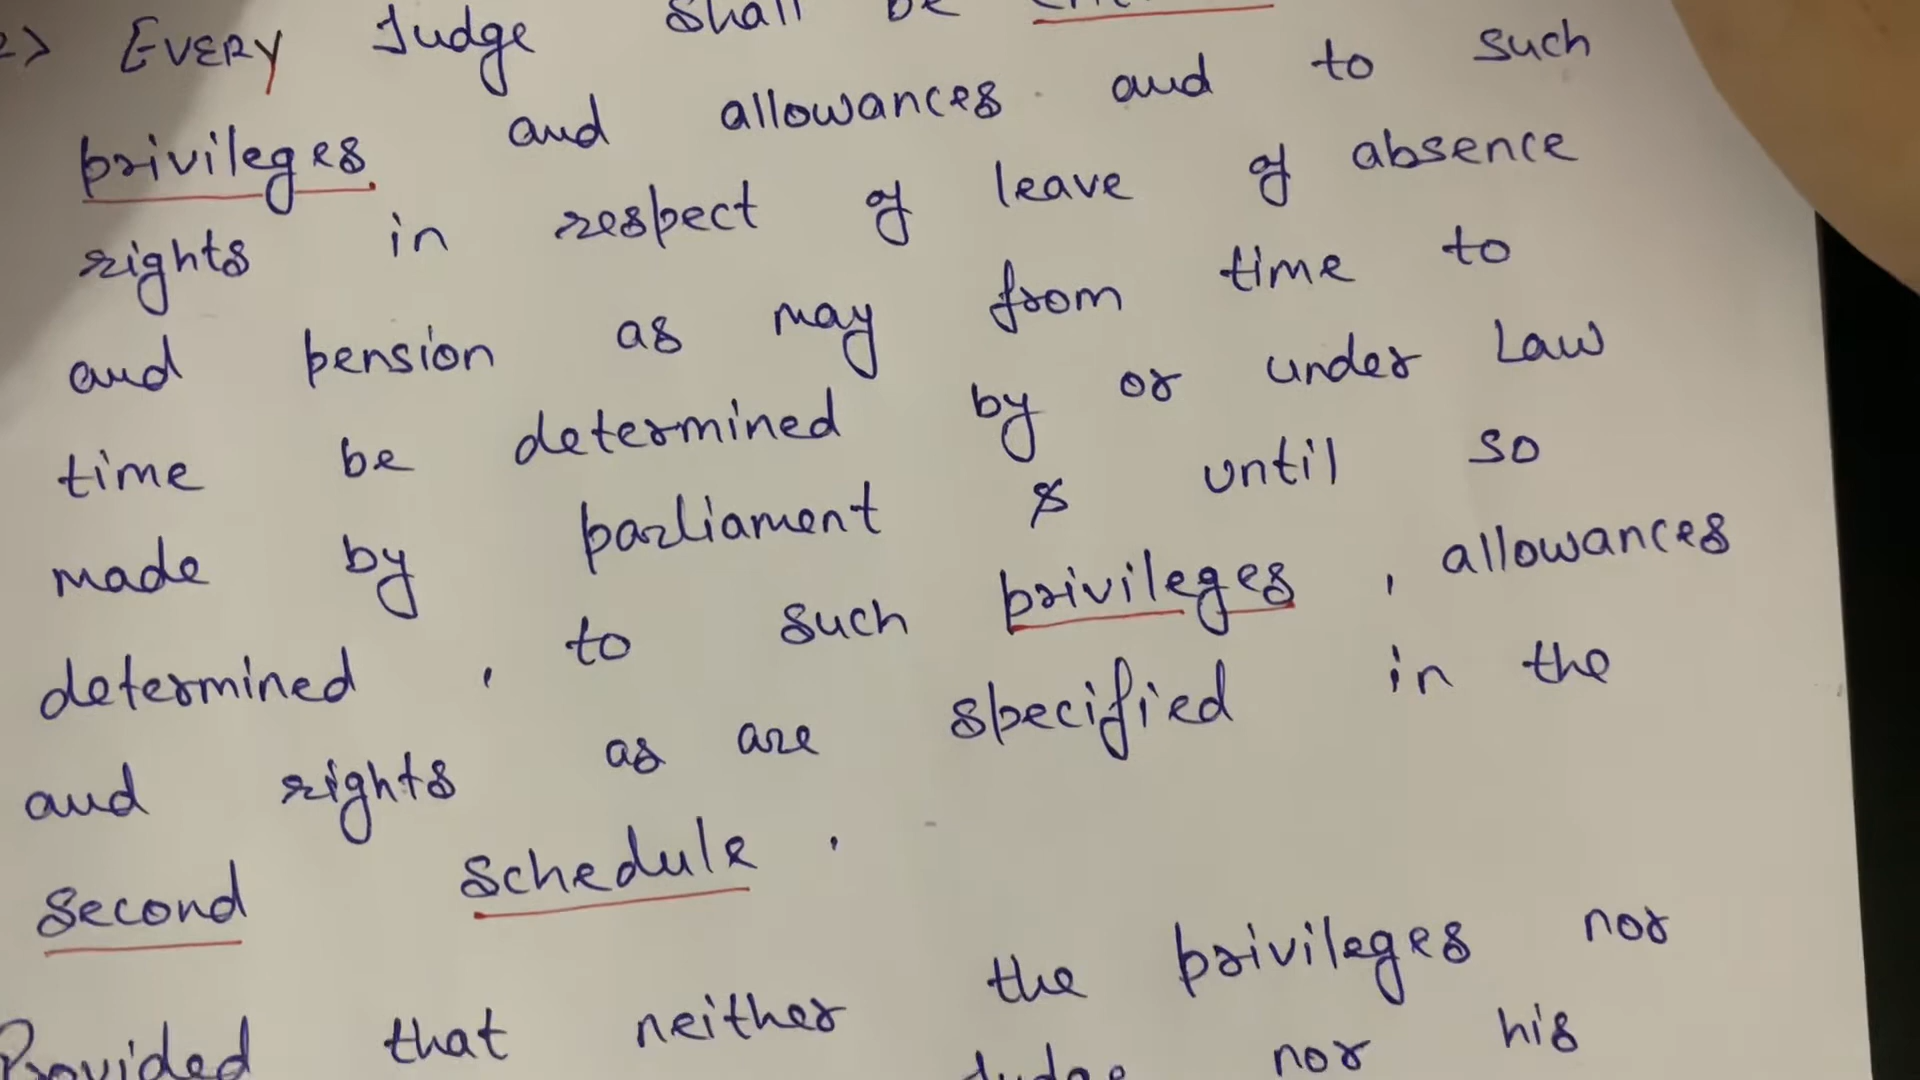 2) EVERY Judge shall be
privileges and allowances and to such
rights in respect of leave of absence
and pension as may from time to
time be determined by or under Law
made by parliament & until so
determined, to such privileges, allowances
and rights as are specified in the
second schedule.
Provided that neither the privileges nor
Judge nor his